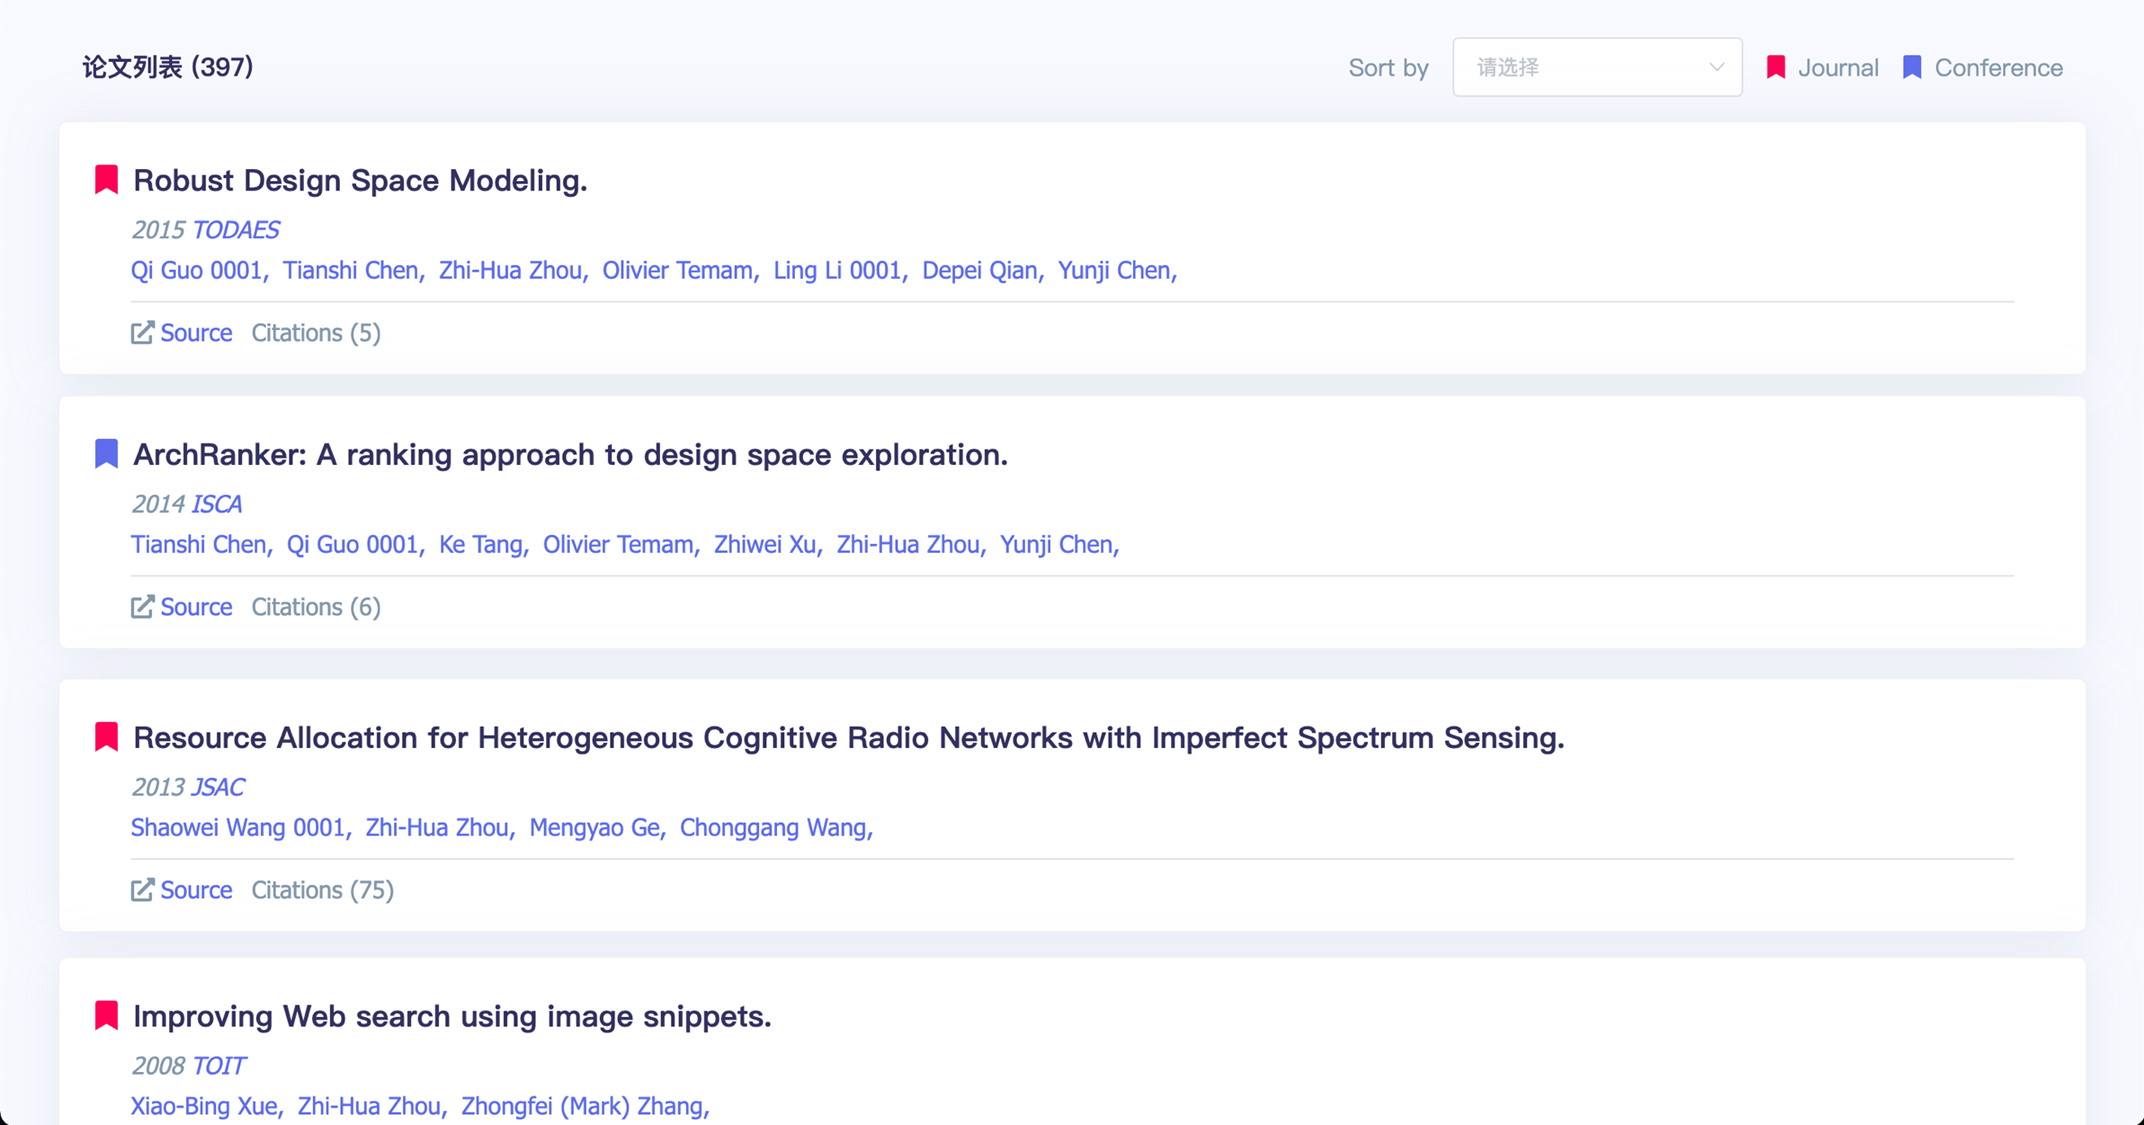 论文列表 (397)
Sort by 请选择 Journal Conference
Robust Design Space Modeling.
2015 TODAES
Qi Guo 0001, Tianshi Chen, Zhi-Hua Zhou, Olivier Temam, Ling Li 0001, Depei Qian, Yunji Chen,
Source Citations (5)
ArchRanker: A ranking approach to design space exploration.
2014 ISCA
Tianshi Chen, Qi Guo 0001, Ke Tang, Olivier Temam, Zhiwei Xu, Zhi-Hua Zhou, Yunji Chen,
Source Citations (6)
Resource Allocation for Heterogeneous Cognitive Radio Networks with Imperfect Spectrum Sensing.
2013 JSAC
Shaowei Wang 0001, Zhi-Hua Zhou, Mengyao Ge, Chonggang Wang,
Source Citations (75)
Improving Web search using image snippets.
2008 TOIT
Xiao-Bing Xue, Zhi-Hua Zhou, Zhongfei (Mark) Zhang,